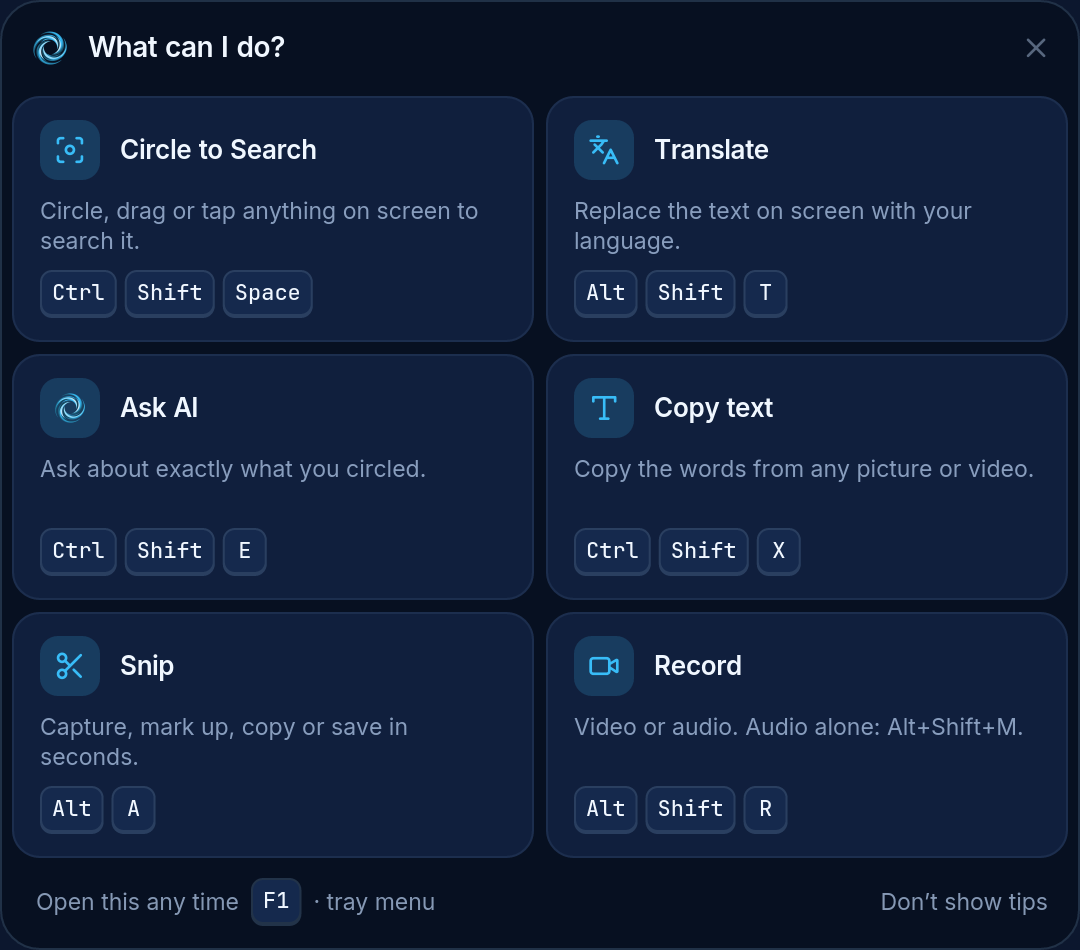 What can I do?
Circle to Search
Circle, drag or tap anything on screen to
search it.
Ctrl Shift Space
Translate
Replace the text on screen with your
language.
Alt Shift T
Ask AI
Ask about exactly what you circled.
Ctrl Shift E
Copy text
Copy the words from any picture or video.
Ctrl Shift X
Snip
Capture, mark up, copy or save in
seconds.
Alt A
Record
Video or audio. Audio alone: Alt+Shift+M.
Alt Shift R
Open this any time F1 · tray menu
Don’t show tips